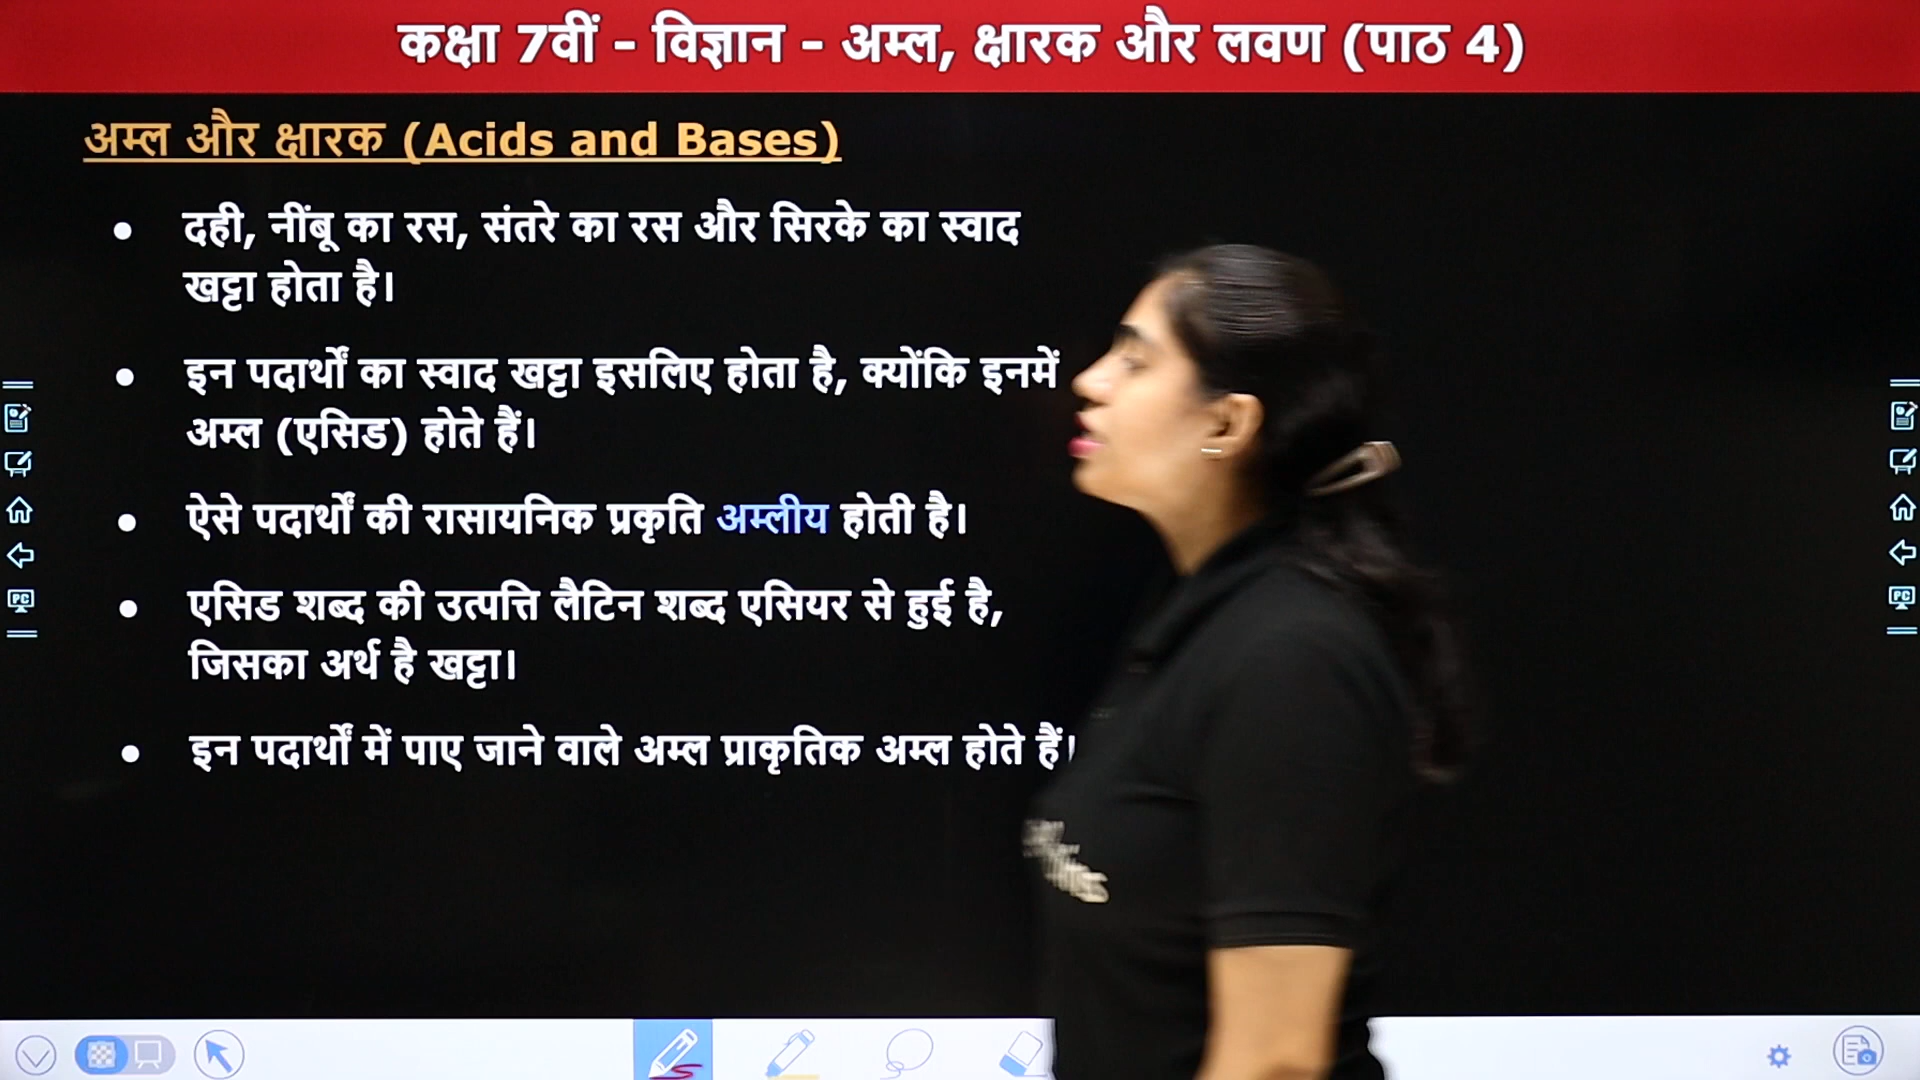 कक्षा 7वीं - विज्ञान - अम्ल, क्षारक और लवण (पाठ 4)
अम्ल और क्षारक (Acids and Bases)
• दही, नींबू का रस, संतरे का रस और सिरके का स्वाद
खट्टा होता है।
• इन पदार्थों का स्वाद खट्टा इसलिए होता है, क्योंकि इनमें
अम्ल (एसिड) होते हैं।
• ऐसे पदार्थों की रासायनिक प्रकृति अम्लीय होती है।
• एसिड शब्द की उत्पत्ति लैटिन शब्द एसियर से हुई है,
जिसका अर्थ है खट्टा।
• इन पदार्थों में पाए जाने वाले अम्ल प्राकृतिक अम्ल होते हैं।
PC
PC